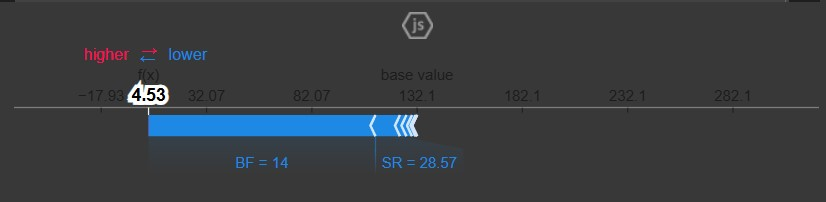 js
higher ⇄ lower
f(x) base value
−17.93 4.53 32.07 82.07 132.1 182.1 232.1 282.1
BF = 14 SR = 28.57